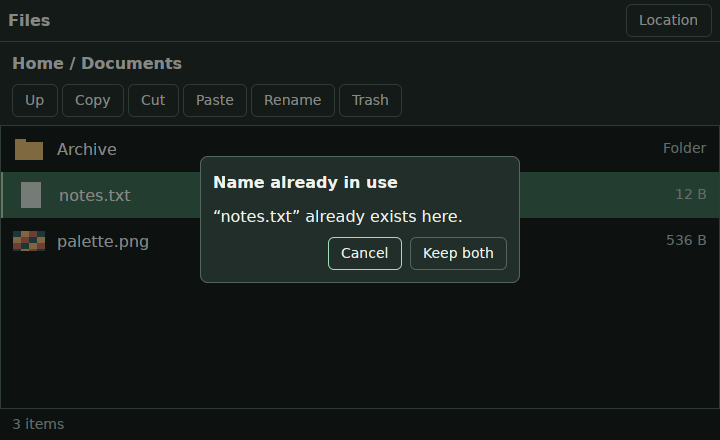 Files
Location
Home / Documents
Up Copy Cut Paste Rename Trash
Archive Folder
Name already in use
notes.txt 12 B
“notes.txt” already exists here.
palette.png 536 B
Cancel Keep both
3 items